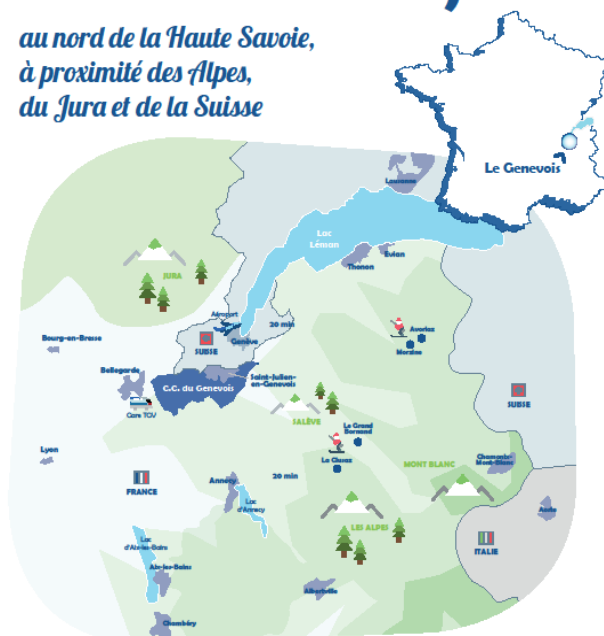 au nord de la Haute Savoie,
à proximité des Alpes,
du Jura et de la Suisse
Le Genevois
Lausanne
Lac
Léman
Evian
Thonon
JURA
Aéroport
20 min
Genève
SUISSE
Avoriaz
Morzine
Bourg-en-Bresse
Bellegarde
Saint-Julien-
en-Genevois
C.C. du Genevois
Gare TGV
SUISSE
SALÈVE
Le Grand
Bornand
La Clusaz
Lyon
MONT BLANC
Chamonix
Mont-Blanc
FRANCE
Annecy
20 min
Lac
d'Annecy
LES ALPES
Aoste
ITALIE
Lac
d'Aix-les-Bains
Aix-les-Bains
Albertville
Chambéry